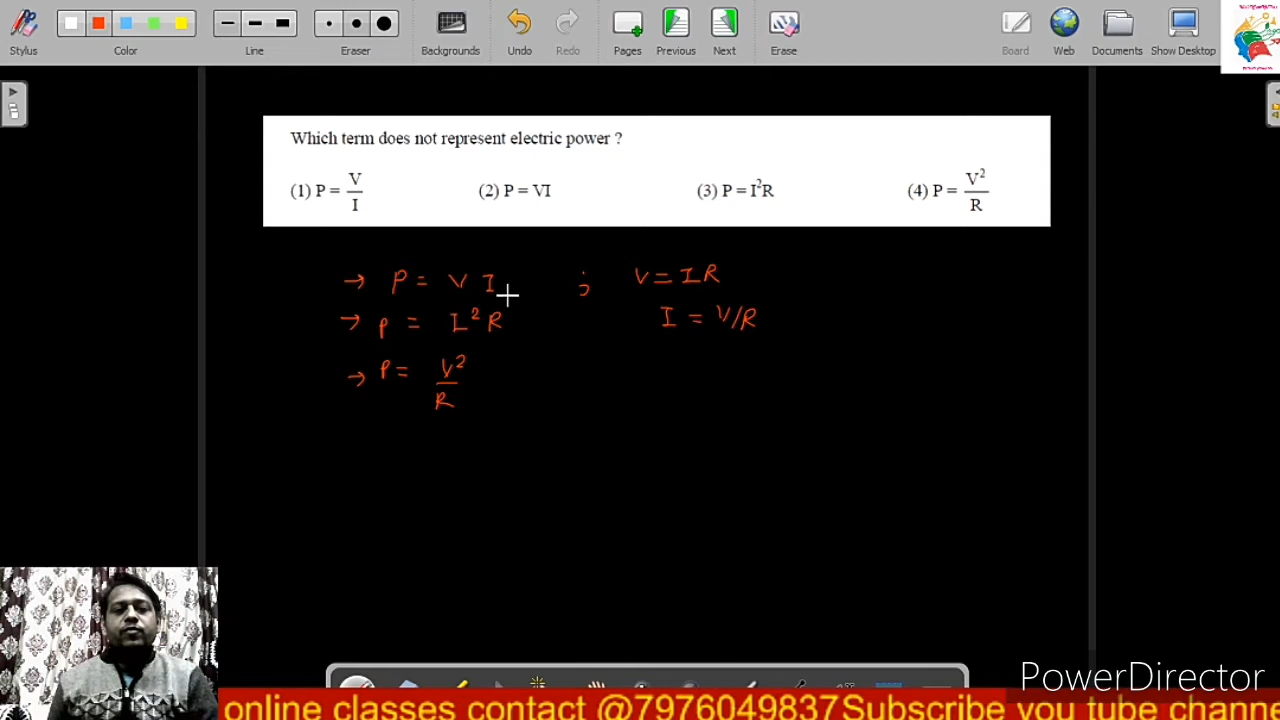 Stylus Color Line Eraser Backgrounds Undo Redo Pages Previous Next Erase Board Web Documents Show Desktop
Which term does not represent electric power ?
(1) P = V/I (2) P = VI (3) P = I²R (4) P = V²/R
→ P = V I ; V = I R
→ P = I² R I = V/R
→ P = V²/R
PowerDirector
online classes contact @7976049837Subscribe you tube channe